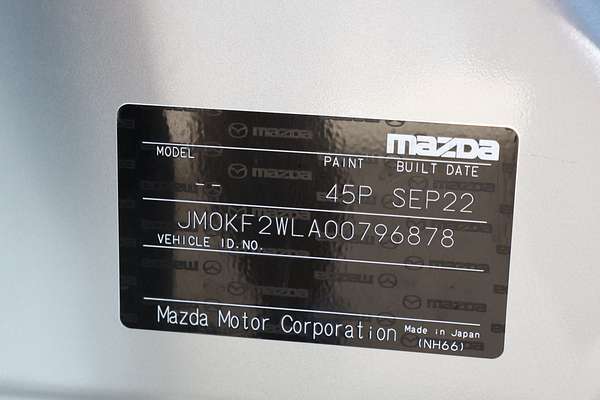 mazda
MODEL PAINT BUILT DATE
-- 45P SEP22
JM0KF2WLA00796878
VEHICLE ID.NO.
Mazda Motor Corporation Made in Japan
(NH66)